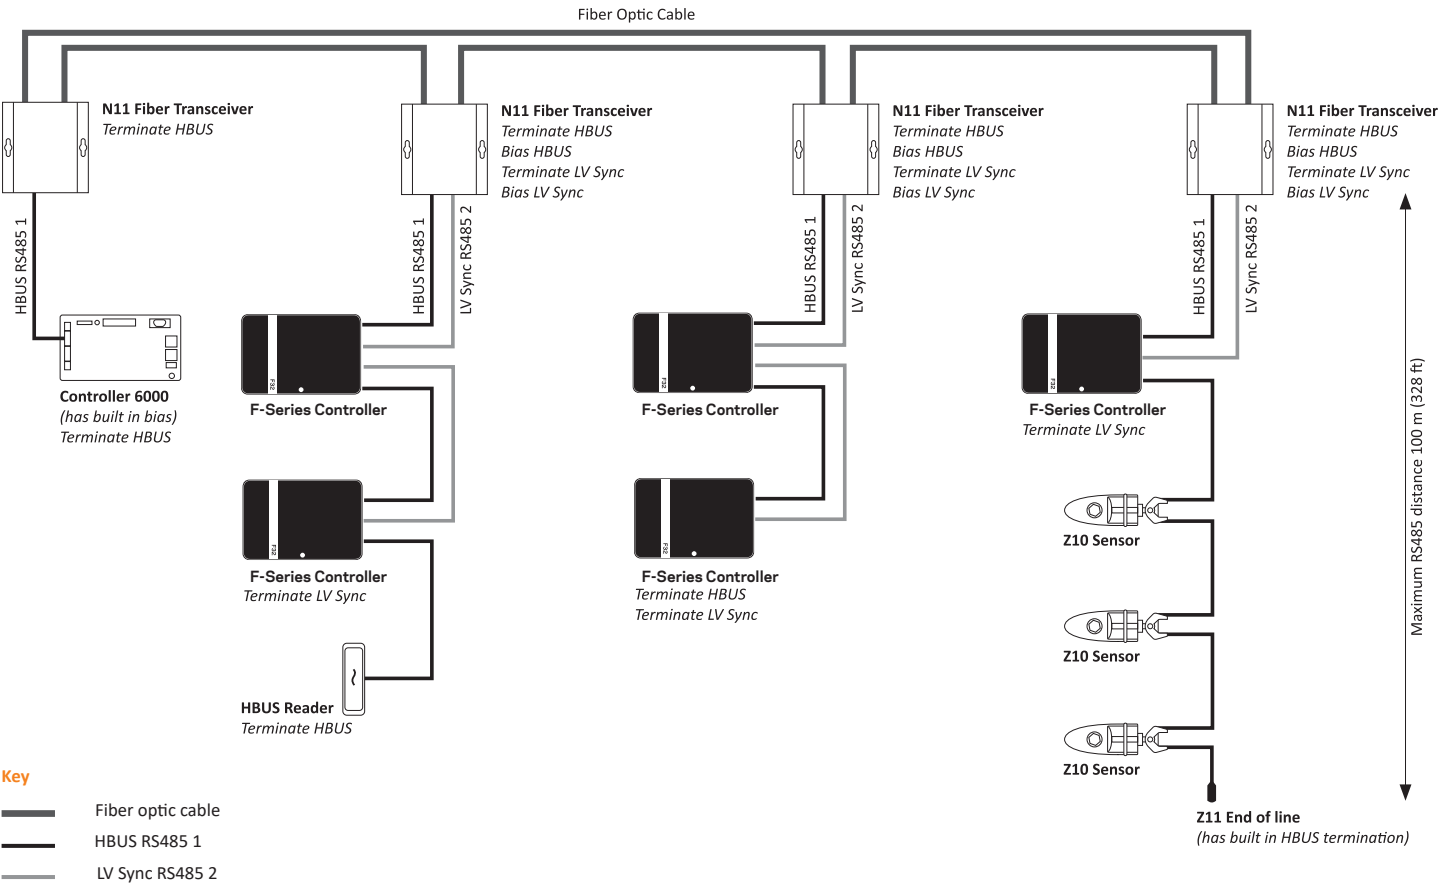 Fiber Optic Cable
N11 Fiber Transceiver
Terminate HBUS
N11 Fiber Transceiver
Terminate HBUS
Bias HBUS
Terminate LV Sync
Bias LV Sync
N11 Fiber Transceiver
Terminate HBUS
Bias HBUS
Terminate LV Sync
Bias LV Sync
N11 Fiber Transceiver
Terminate HBUS
Bias HBUS
Terminate LV Sync
Bias LV Sync
HBUS RS485 1
HBUS RS485 1
LV Sync RS485 2
HBUS RS485 1
LV Sync RS485 2
HBUS RS485 1
LV Sync RS485 2
Controller 6000
(has built in bias)
Terminate HBUS
F32
F-Series Controller
F32
F-Series Controller
F32
F-Series Controller
Terminate LV Sync
Maximum RS485 distance 100 m (328 ft)
F32
F-Series Controller
Terminate LV Sync
F32
F-Series Controller
Terminate HBUS
Terminate LV Sync
Z10 Sensor
Z10 Sensor
Z10 Sensor
HBUS Reader
Terminate HBUS
Z11 End of line
(has built in HBUS termination)
Key
Fiber optic cable
HBUS RS485 1
LV Sync RS485 2